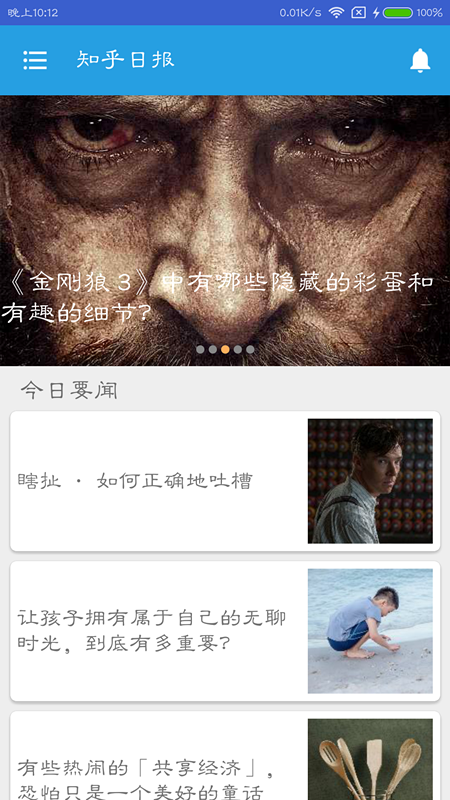 晚上10:12
0.01K/s
100%
知乎日报
《金刚狼 3》中有哪些隐藏的彩蛋和
有趣的细节?
今日要闻
瞎扯 · 如何正确地吐槽
让孩子拥有属于自己的无聊
时光，到底有多重要?
有些热闹的「共享经济」，
恐怕只是一个美好的童话